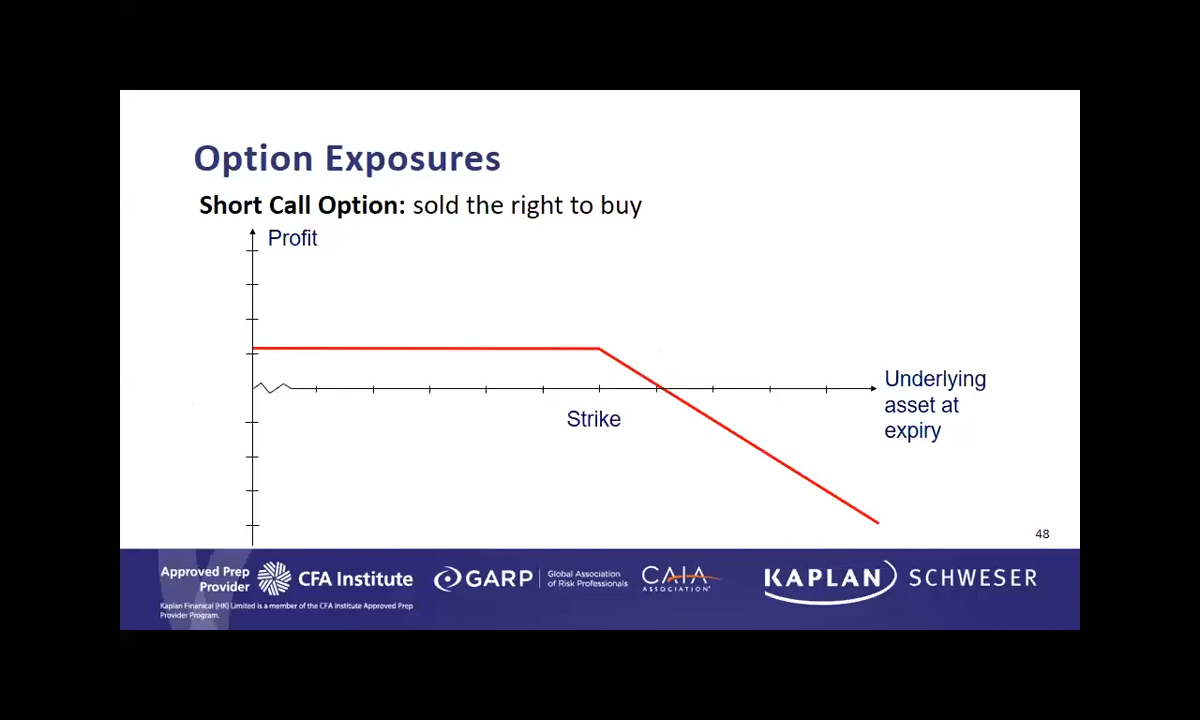 Option Exposures
Short Call Option: sold the right to buy
Profit
Underlying
asset at
expiry
Strike
48
Approved Prep
Provider
CFA Institute
Kaplan Finanical (HK) Limited is a member of the CFA Institute Approved Prep
Provider Program.
GARP
Global Association
of Risk Professionals
CAIA
ASSOCIATION
KAPLAN SCHWESER